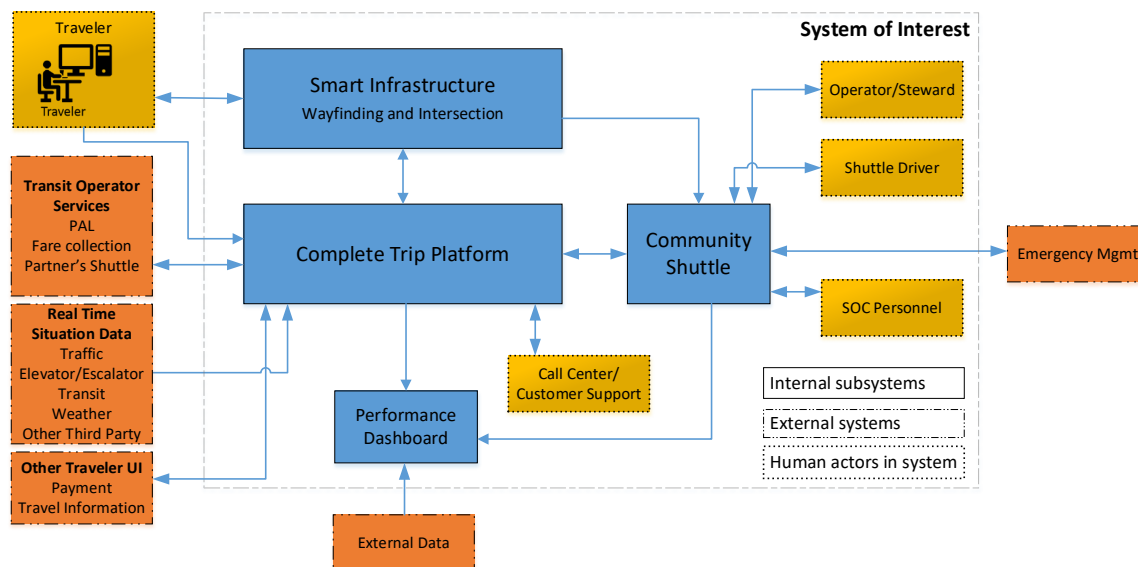 Traveler
Traveler
System of Interest
Smart Infrastructure
Wayfinding and Intersection
Operator/Steward
Shuttle Driver
Transit Operator
Services
PAL
Fare collection
Partner’s Shuttle
Complete Trip Platform
Community
Shuttle
Emergency Mgmt
SOC Personnel
Real Time
Situation Data
Traffic
Elevator/Escalator
Transit
Weather
Other Third Party
Call Center/
Customer Support
Performance
Dashboard
Internal subsystems
External systems
Human actors in system
Other Traveler UI
Payment
Travel Information
External Data